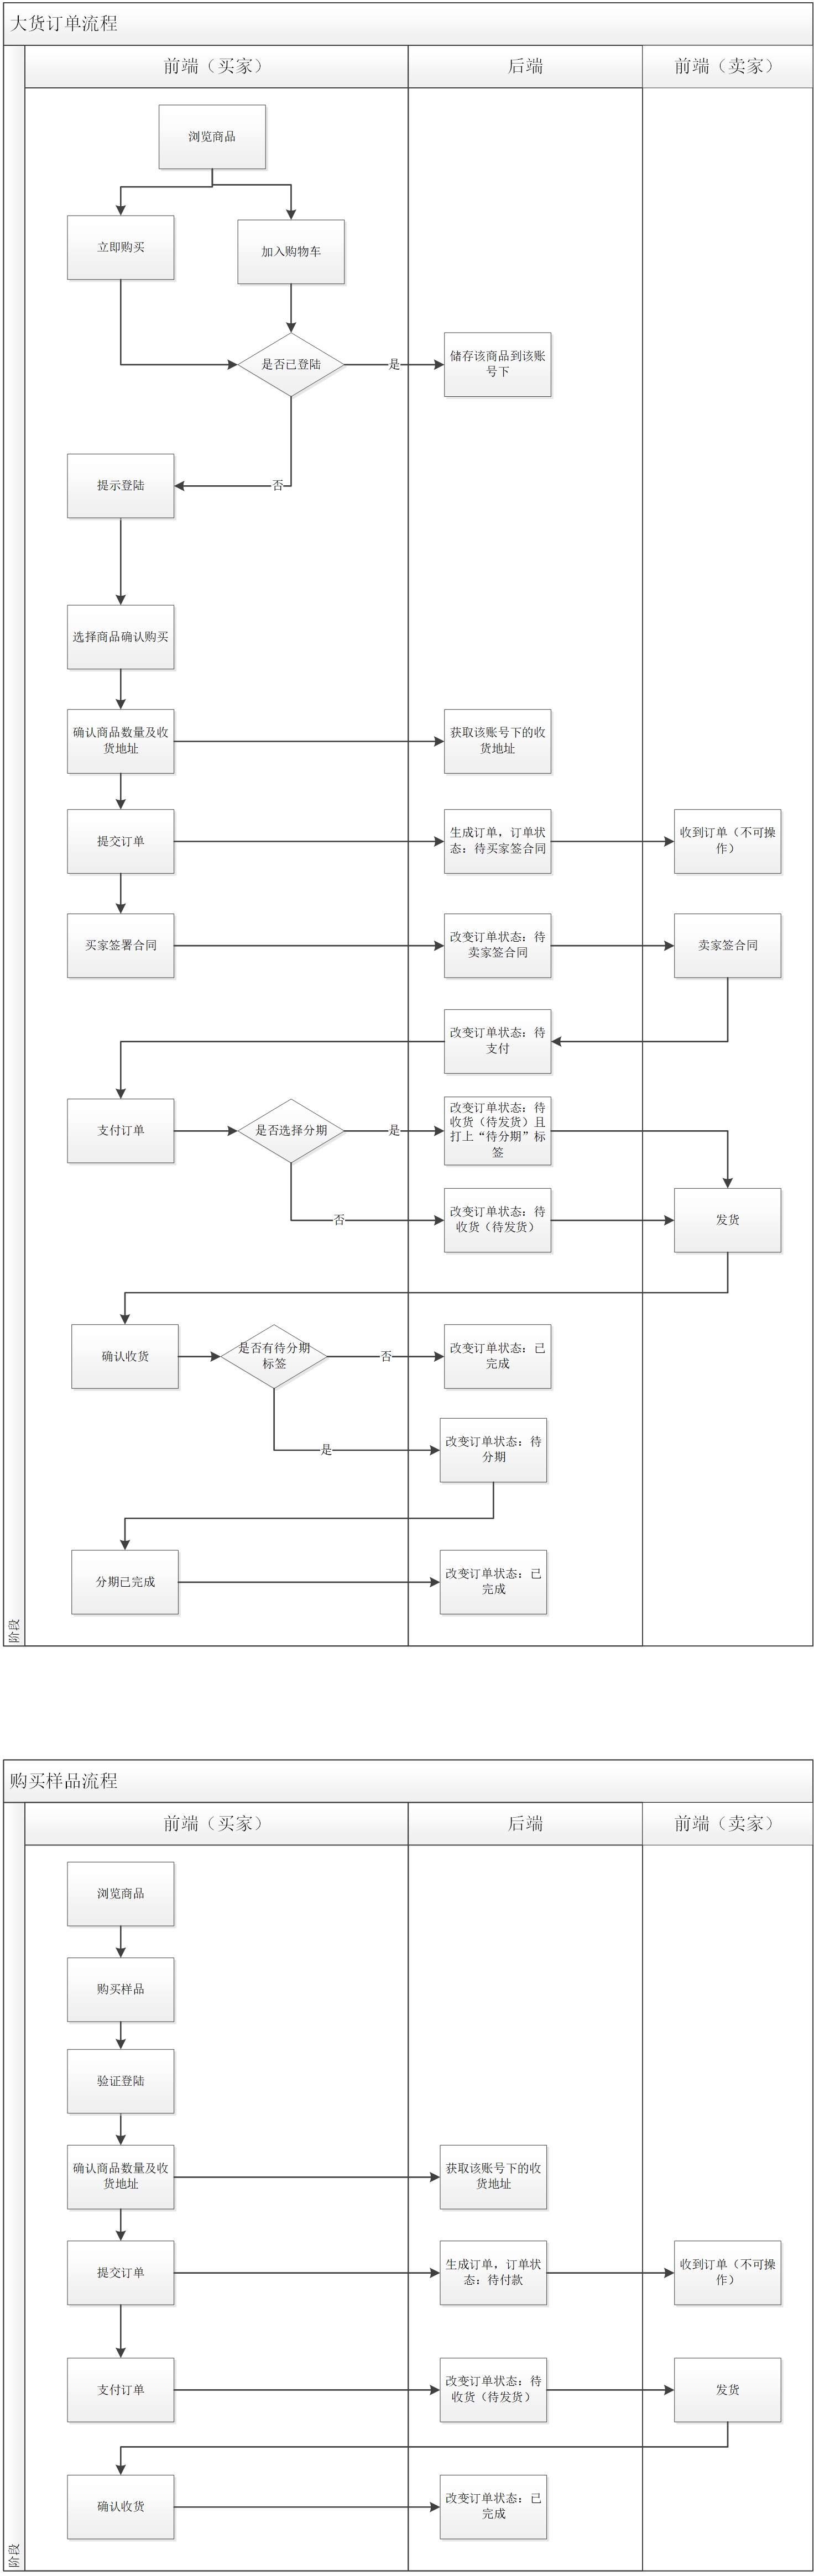 大货订单流程
前端（买家）
后端
前端（卖家）
浏览商品
立即购买
加入购物车
是否已登陆
是
储存该商品到该账
号下
否
提示登陆
选择商品确认购买
确认商品数量及收
货地址
获取该账号下的收
货地址
提交订单
生成订单，订单状
态：待买家签合同
收到订单（不可操
作）
买家签署合同
改变订单状态：待
卖家签合同
卖家签合同
改变订单状态：待
支付
支付订单
是否选择分期
是
改变订单状态：待
收货（待发货）且
打上“待分期”标
签
否
改变订单状态：待
收货（待发货）
发货
确认收货
是否有待分期
标签
否
改变订单状态：已
完成
是
改变订单状态：待
分期
分期已完成
改变订单状态：已
完成
阶段
购买样品流程
前端（买家）
后端
前端（卖家）
浏览商品
购买样品
验证登陆
确认商品数量及收
货地址
获取该账号下的收
货地址
提交订单
生成订单，订单状
态：待付款
收到订单（不可操
作）
支付订单
改变订单状态：待
收货（待发货）
发货
确认收货
改变订单状态：已
完成
阶段